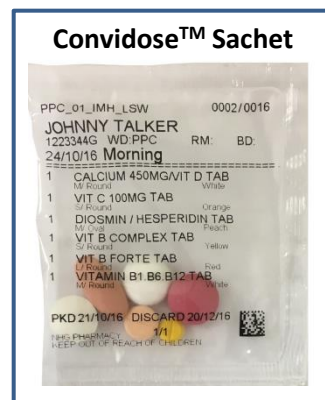 Convidose™ Sachet
PPC_01_IMH_LSW 0002/0016
JOHNNY TALKER
1223344G WD:PPC RM: BD:
24/10/16 Morning
1 CALCIUM 450MG/VIT D TAB
M/ Round White
1 VIT C 100MG TAB
S/ Round Orange
1 DIOSMIN / HESPERIDIN TAB
M/ Oval Peach
1 VIT B COMPLEX TAB
S/ Round Yellow
1 VIT B FORTE TAB
L/ Round Red
1 VITAMIN B1.B6.B12 TAB
M/ Round White
PKD 21/10/16 DISCARD 20/12/16
1/1
NHG PHARMACY
KEEP OUT OF REACH OF CHILDREN